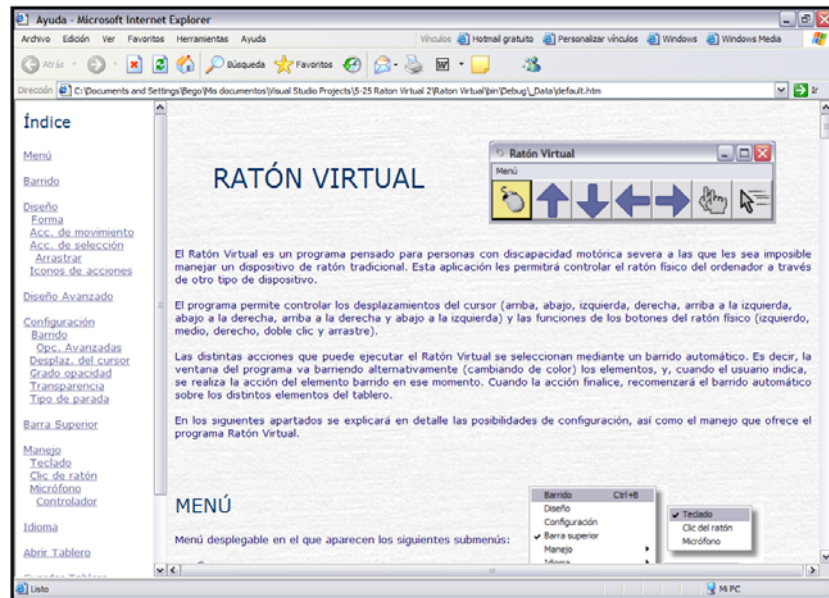 Ayuda - Microsoft Internet Explorer
Archivo Edición Ver Favoritos Herramientas Ayuda
Vínculos Hotmail gratuito Personalizar vínculos Windows Windows Media
Atrás Búsqueda Favoritos
Dirección C:\Documents and Settings\Bego\Mis documentos\Visual Studio Projects\5-25 Raton Virtual 2\Raton Virtual\bin\Debug\_Data\default.htm Ir
Índice
Menú
Barrido
Diseño
Forma
Acc. de movimiento
Acc. de selección
Arrastrar
Iconos de acciones
Diseño Avanzado
Configuración
Barrido
Opc. Avanzadas
Desplaz. del cursor
Grado opacidad
Transparencia
Tipo de parada
Barra Superior
Manejo
Teclado
Clic de ratón
Micrófono
Controlador
Idioma
Abrir Tablero
RATÓN VIRTUAL
Ratón Virtual
Menú
El Ratón Virtual es un programa pensado para personas con discapacidad motórica severa a las que les sea imposible
manejar un dispositivo de ratón tradicional. Esta aplicación les permitirá controlar el ratón físico del ordenador a través
de otro tipo de dispositivo.
El programa permite controlar los desplazamientos del cursor (arriba, abajo, izquierda, derecha, arriba a la izquierda,
abajo a la derecha, arriba a la derecha y abajo a la izquierda) y las funciones de los botones del ratón físico (izquierdo,
medio, derecho, doble clic y arrastre).
Las distintas acciones que puede ejecutar el Ratón Virtual se seleccionan mediante un barrido automático. Es decir, la
ventana del programa va barriendo alternativamente (cambiando de color) los elementos, y, cuando el usuario indica,
se realiza la acción del elemento barrido en ese momento. Cuando la acción finalice, recomenzará el barrido automático
sobre los distintos elementos del tablero.
En los siguientes apartados se explicará en detalle las posibilidades de configuración, así como el manejo que ofrece el
programa Ratón Virtual.
MENÚ
Menú desplegable en el que aparecen los siguientes submenús:
Barrido Ctrl+B
Diseño
Configuración
Barra superior
Manejo
Teclado
Clic del ratón
Micrófono
Listo
Mi PC